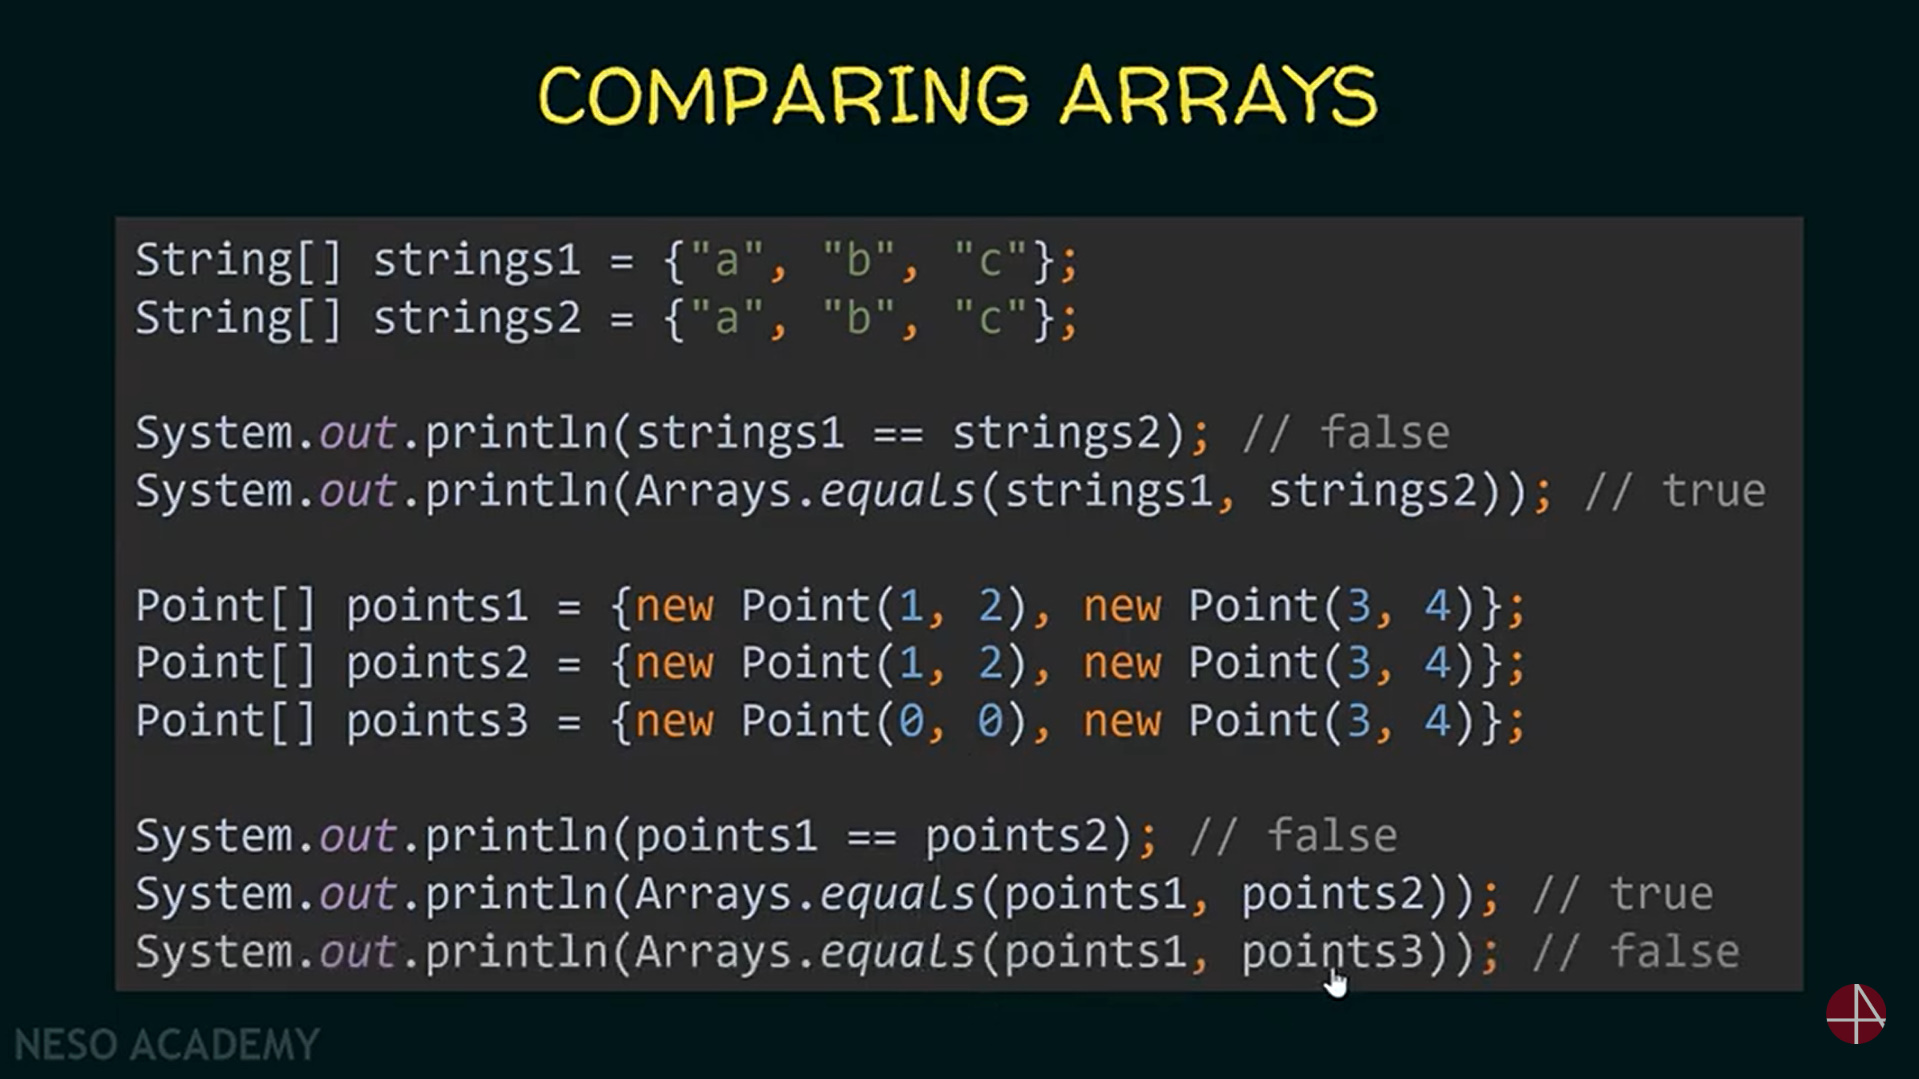 COMPARING ARRAYS
String[] strings1 = {"a", "b", "c"};
String[] strings2 = {"a", "b", "c"};
System.out.println(strings1 == strings2); // false
System.out.println(Arrays.equals(strings1, strings2)); // true
Point[] points1 = {new Point(1, 2), new Point(3, 4)};
Point[] points2 = {new Point(1, 2), new Point(3, 4)};
Point[] points3 = {new Point(0, 0), new Point(3, 4)};
System.out.println(points1 == points2); // false
System.out.println(Arrays.equals(points1, points2)); // true
System.out.println(Arrays.equals(points1, points3)); // false
NESO ACADEMY